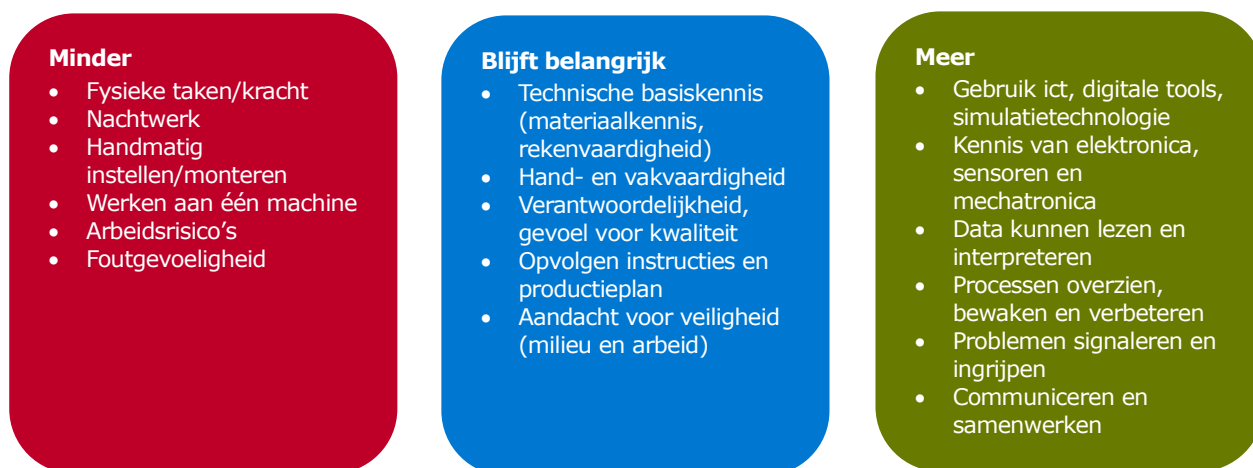 Minder
• Fysieke taken/kracht
• Nachtwerk
• Handmatig
instellen/monteren
• Werken aan één machine
• Arbeidsrisico's
• Foutgevoeligheid
Blijft belangrijk
• Technische basiskennis
(materiaalkennis,
rekenvaardigheid)
• Hand- en vakvaardigheid
• Verantwoordelijkheid,
gevoel voor kwaliteit
• Opvolgen instructies en
productieplan
• Aandacht voor veiligheid
(milieu en arbeid)
Meer
• Gebruik ict, digitale tools,
simulatietechnologie
• Kennis van elektronica,
sensoren en
mechatronica
• Data kunnen lezen en
interpreteren
• Processen overzien,
bewaken en verbeteren
• Problemen signaleren en
ingrijpen
• Communiceren en
samenwerken